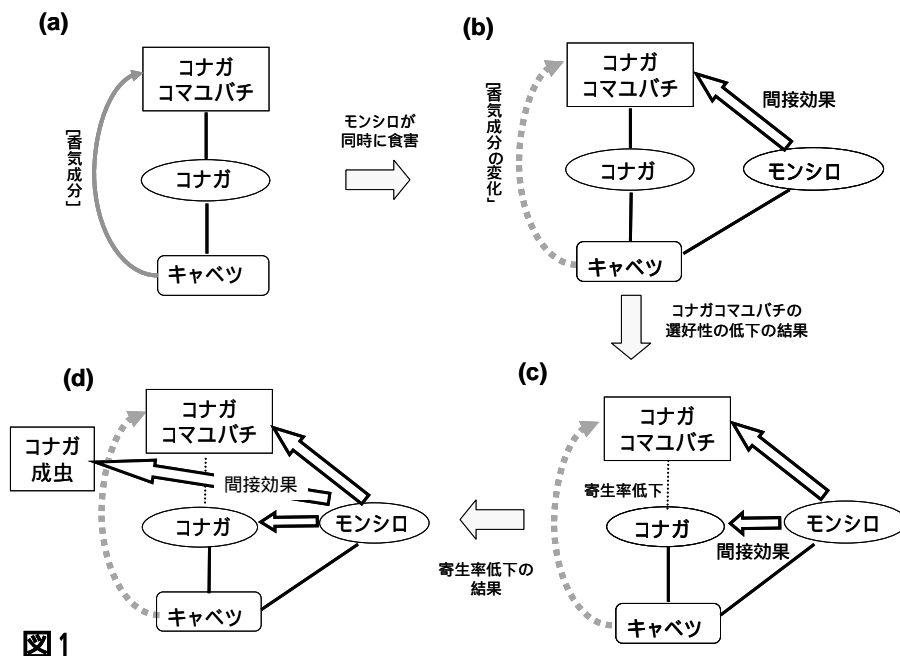 (a)
コナガ
コマユバチ
[香気成分]
コナガ
キャベツ
モンシロが
同時に食害
(b)
コナガ
コマユバチ
間接効果
[香気成分の変化]
コナガ
モンシロ
キャベツ
コナガコマユバチの
選好性の低下の結果
(c)
コナガ
コマユバチ
寄生率低下
コナガ
モンシロ
間接効果
キャベツ
寄生率低下の
結果
(d)
コナガ
コマユバチ
コナガ
成虫
間接効果
コナガ
モンシロ
キャベツ
図1